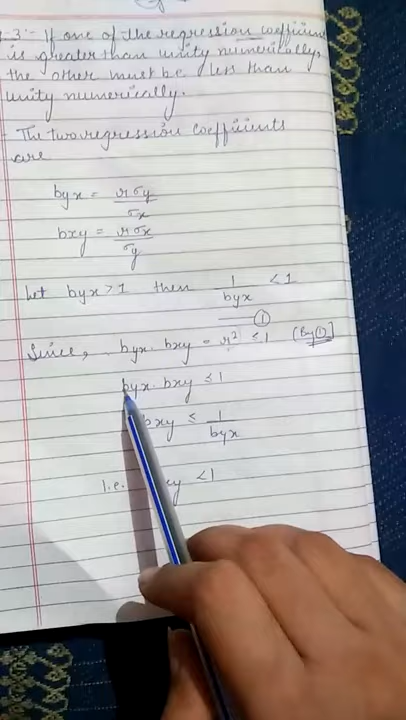 3:- If one of the regression coefficient
is greater than unity numerically,
the other must be less than
unity numerically.
The two regression coefficients
are
byx = rσy/σx
bxy = rσx/σy
Let byx > 1 then 1/byx < 1
①
Since, byx. bxy = r² ≤ 1 [By ①]
byx. bxy ≤ 1
bxy ≤ 1/byx
i.e. xy < 1